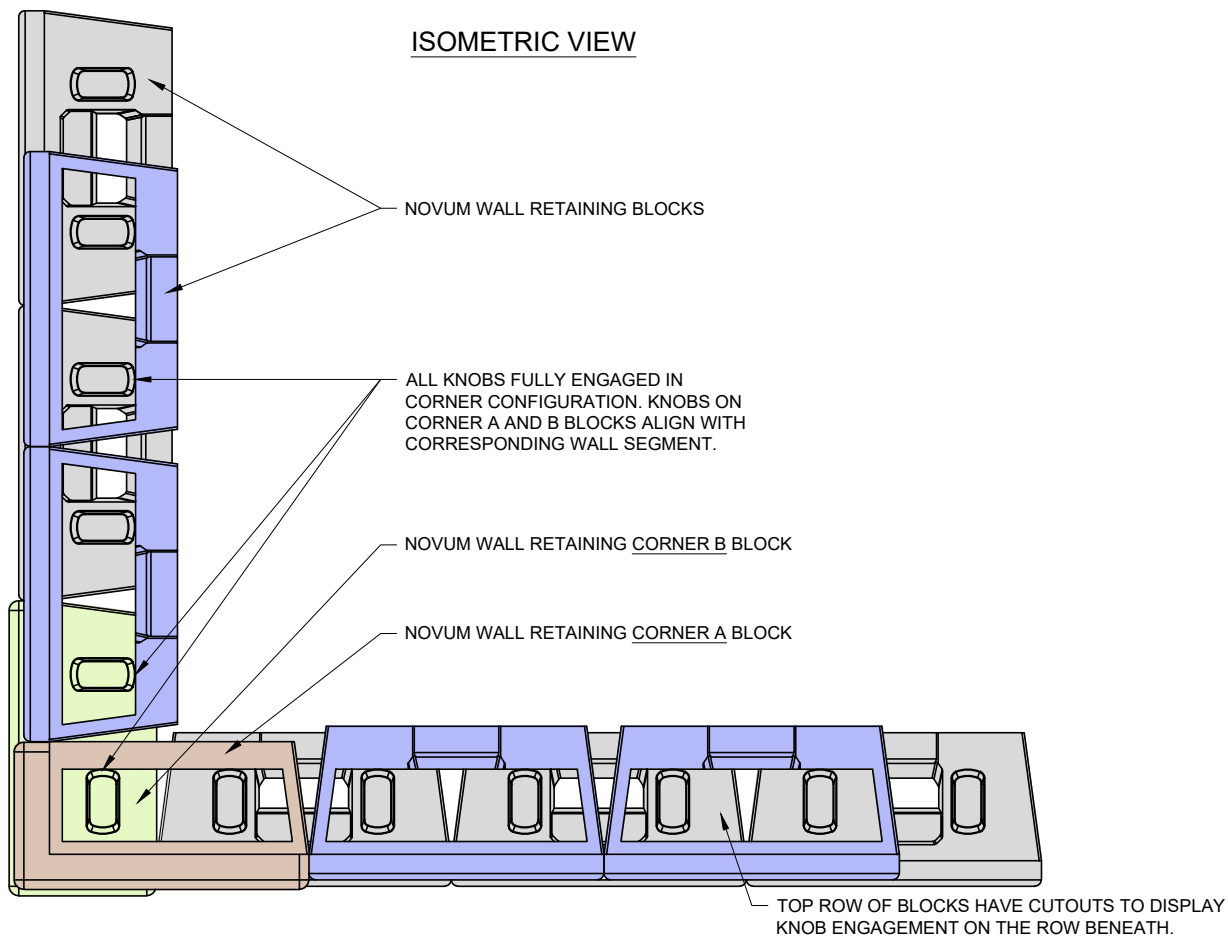 ISOMETRIC VIEW
NOVUM WALL RETAINING BLOCKS
ALL KNOBS FULLY ENGAGED IN
CORNER CONFIGURATION. KNOBS ON
CORNER A AND B BLOCKS ALIGN WITH
CORRESPONDING WALL SEGMENT.
NOVUM WALL RETAINING CORNER B BLOCK
NOVUM WALL RETAINING CORNER A BLOCK
TOP ROW OF BLOCKS HAVE CUTOUTS TO DISPLAY
KNOB ENGAGEMENT ON THE ROW BENEATH.